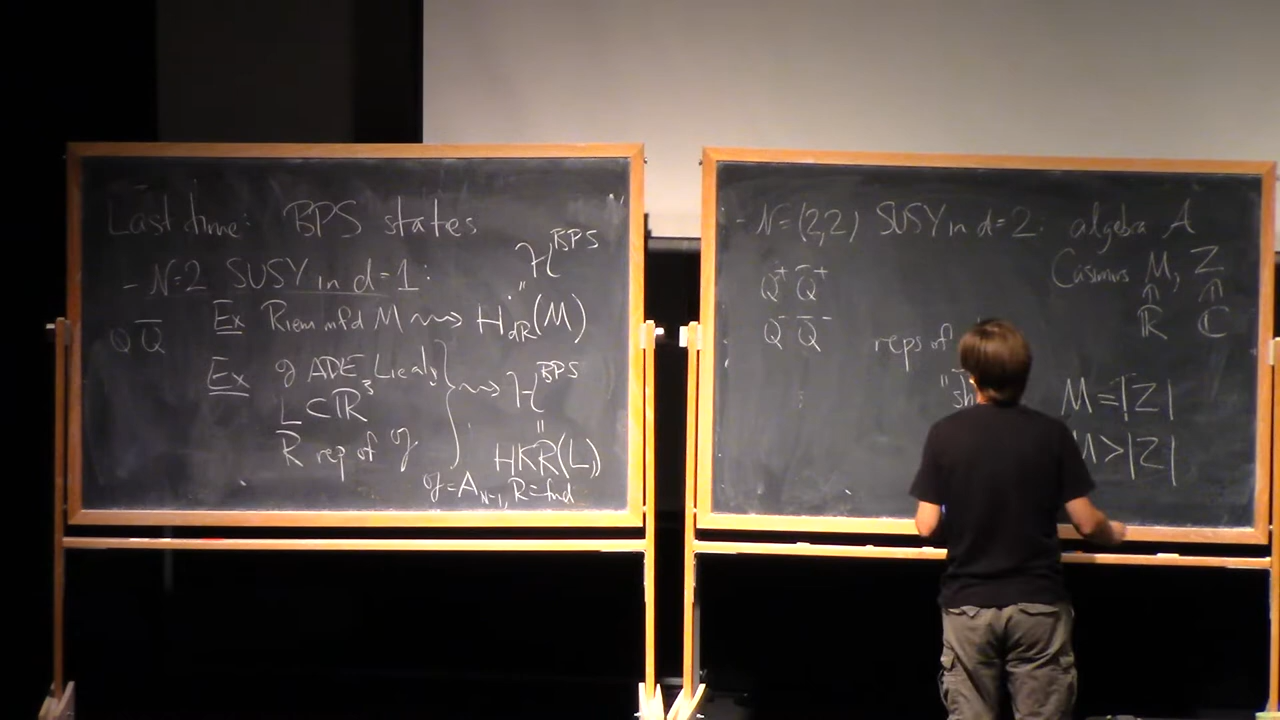 Last time: BPS states
- N=2 SUSY in d=1:
Q Q̄
Ex Riem mfd M ⇝ H_dR(M)
" H^BPS
Ex g ADE Lie alg
L ⊂ R³
R rep of g
} ⇝ H^BPS
"
HKR(L)
g = A_{N-1}, R = fund
- N=(2,2) SUSY in d=2: algebra A
Casimirs M, Z
∩ ∩
R C
Q⁺ Q̄⁺
Q⁻ Q̄⁻
reps of
"sh
M = |Z|
M > |Z|